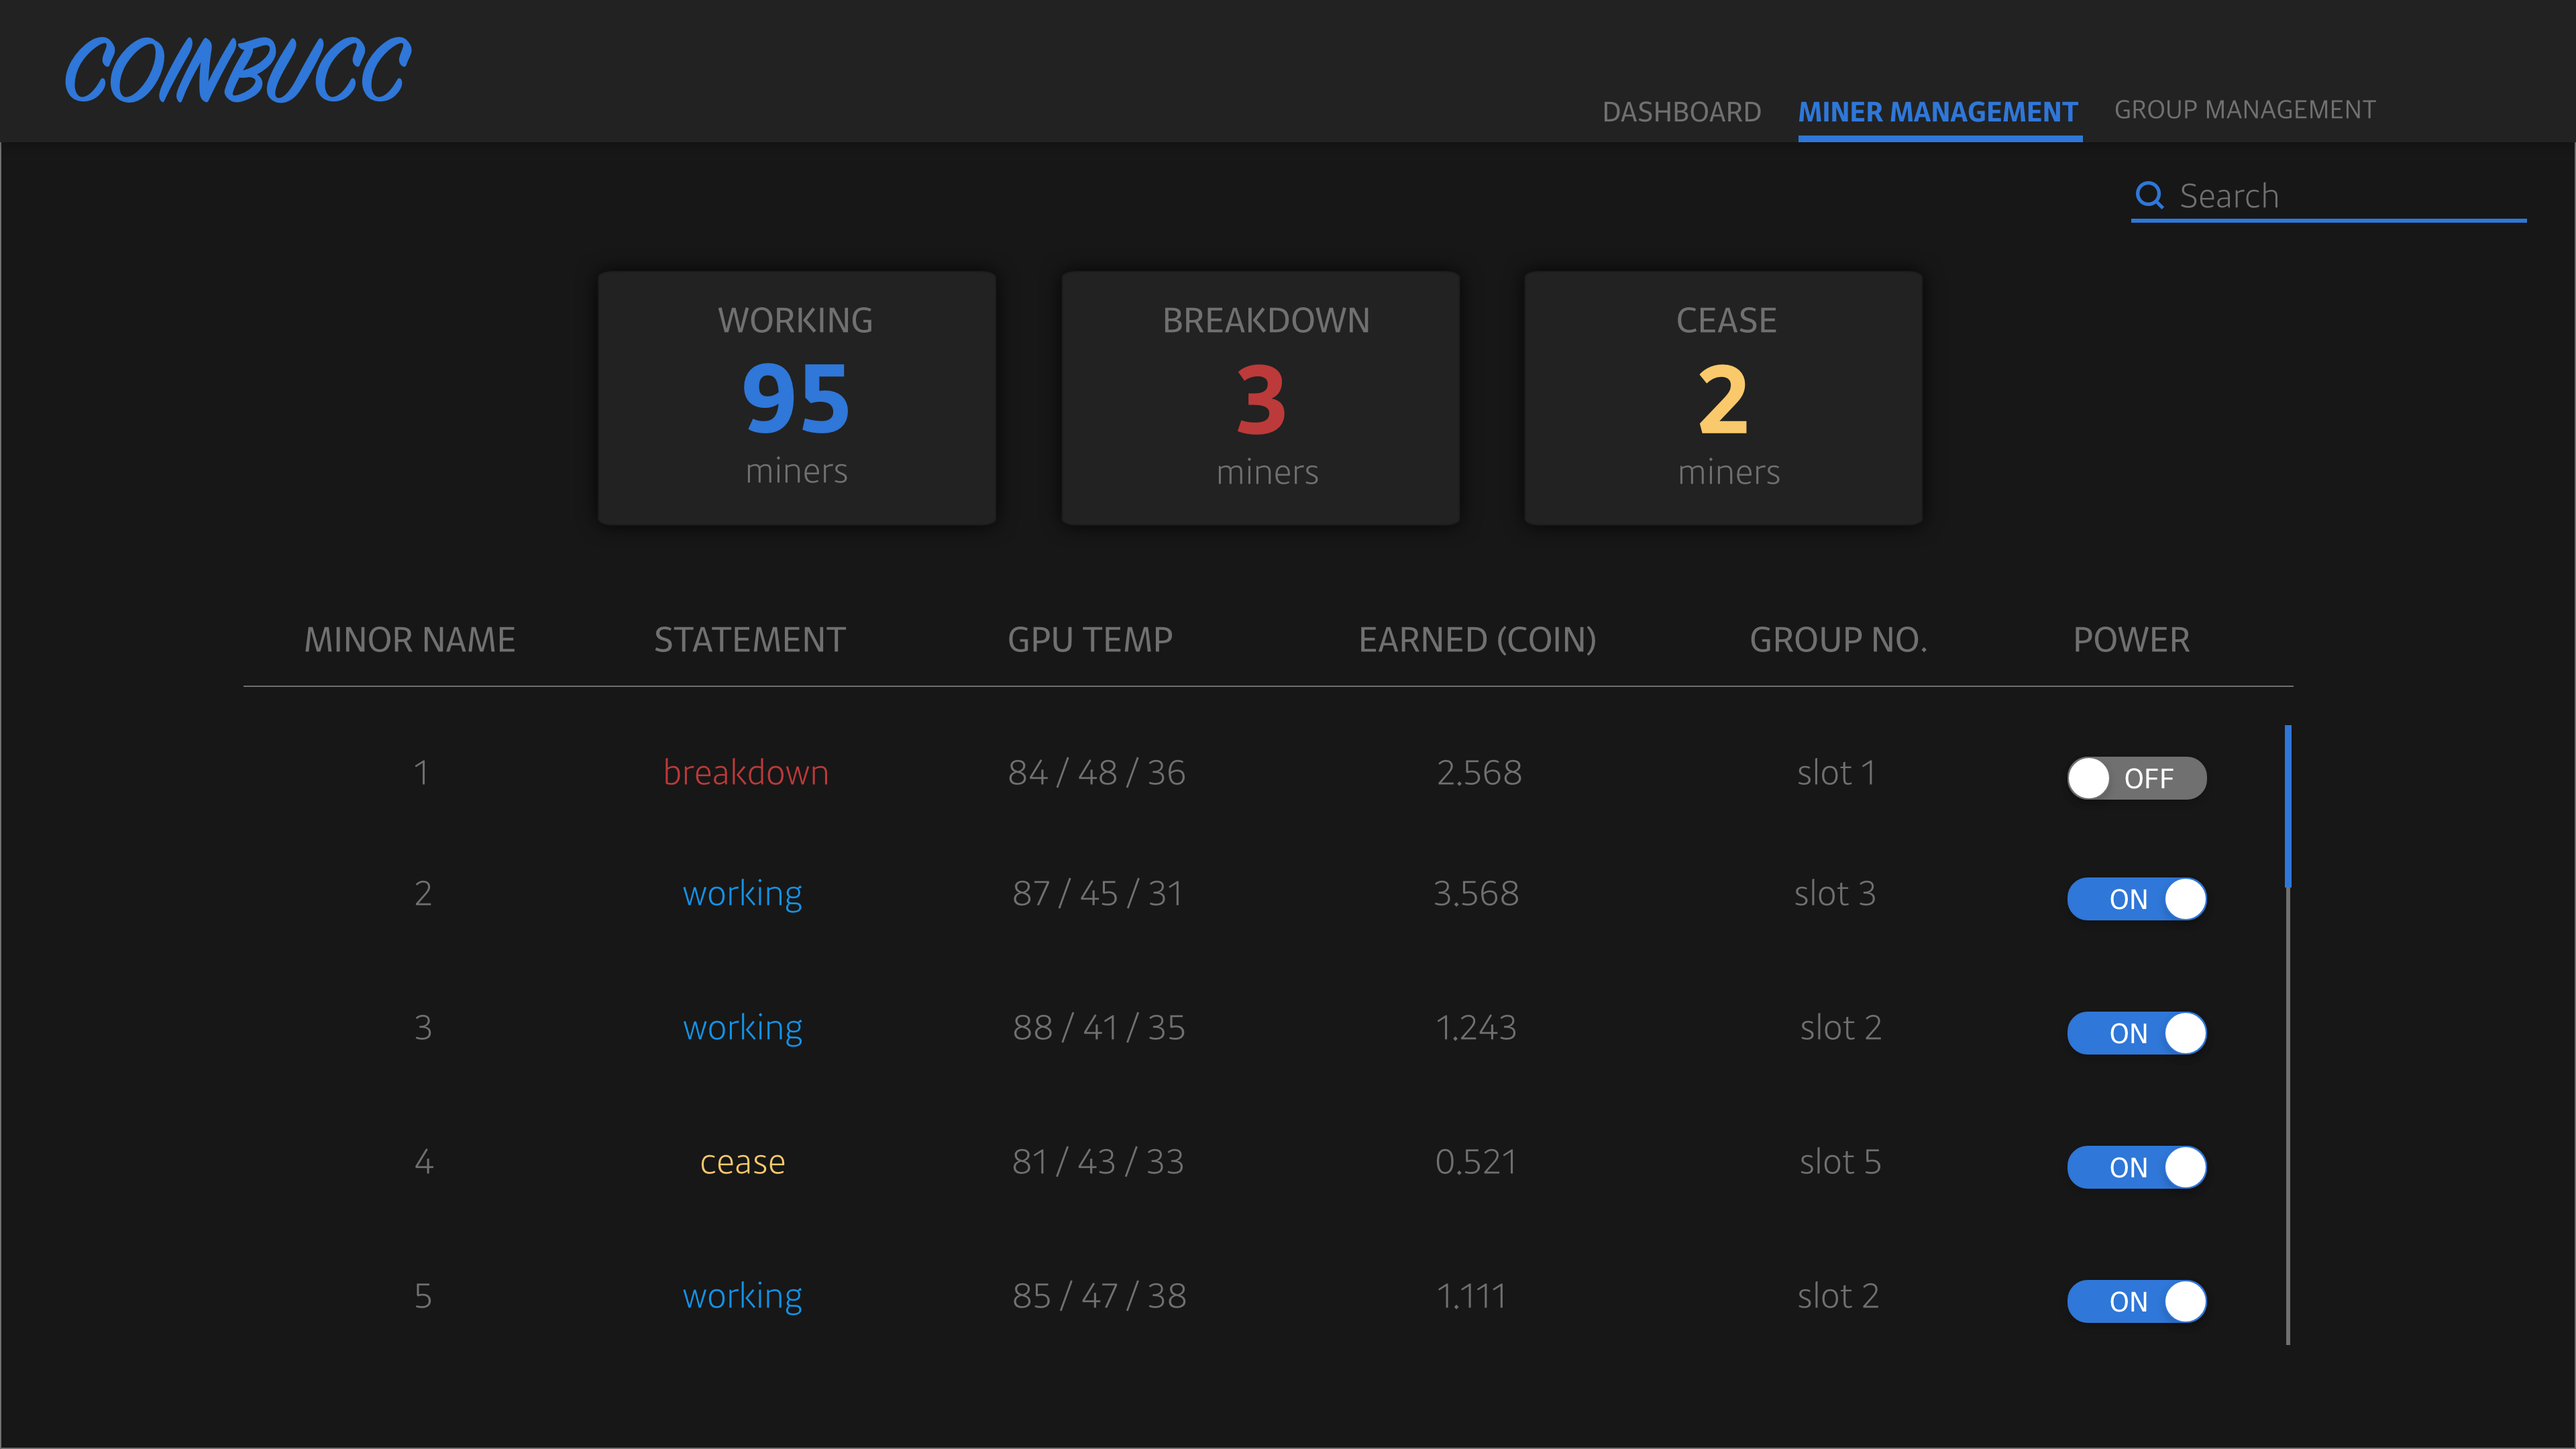 COINBUCC
DASHBOARD MINER MANAGEMENT GROUP MANAGEMENT
Search
WORKING BREAKDOWN CEASE
95 3 2
miners miners miners
MINOR NAME STATEMENT GPU TEMP EARNED (COIN) GROUP NO. POWER
1 breakdown 84 / 48 / 36 2.568 slot 1 OFF
2 working 87 / 45 / 31 3.568 slot 3 ON
3 working 88 / 41 / 35 1.243 slot 2 ON
4 cease 81 / 43 / 33 0.521 slot 5 ON
5 working 85 / 47 / 38 1.111 slot 2 ON